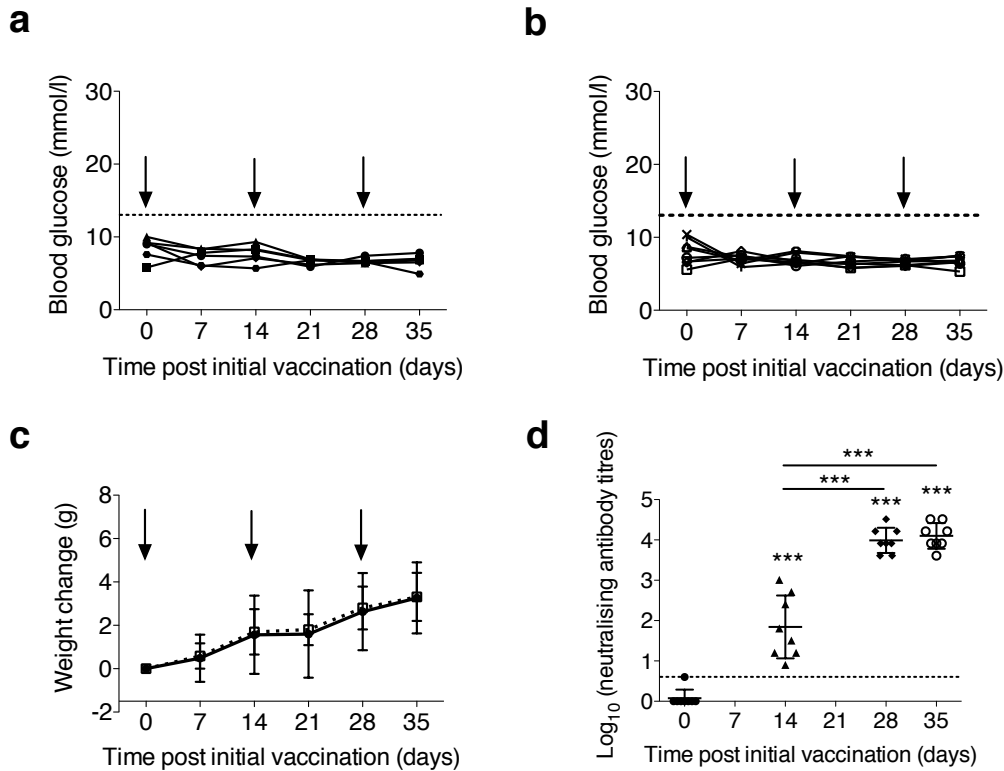 a
Blood glucose (mmol/l)
30
20
10
0
0 7 14 21 28 35
Time post initial vaccination (days)
b
Blood glucose (mmol/l)
30
20
10
0
0 7 14 21 28 35
Time post initial vaccination (days)
c
Weight change (g)
8
6
4
2
0
-2
0 7 14 21 28 35
Time post initial vaccination (days)
d
Log10 (neutralising antibody titres)
5
4
3
2
1
0
***
***
***
***
***
0 7 14 21 28 35
Time post initial vaccination (days)